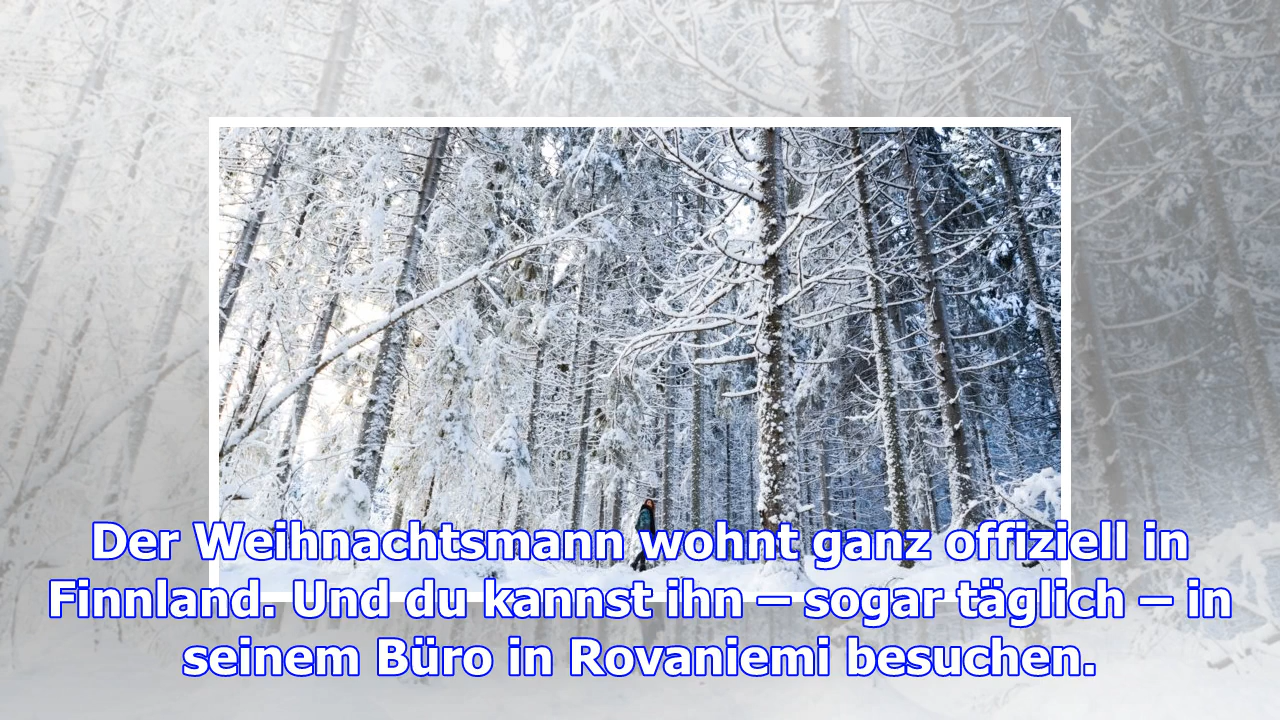 Der Weihnachtsmann wohnt ganz offiziell in
Finnland. Und du kannst ihn – sogar täglich – in
seinem Büro in Rovaniemi besuchen.